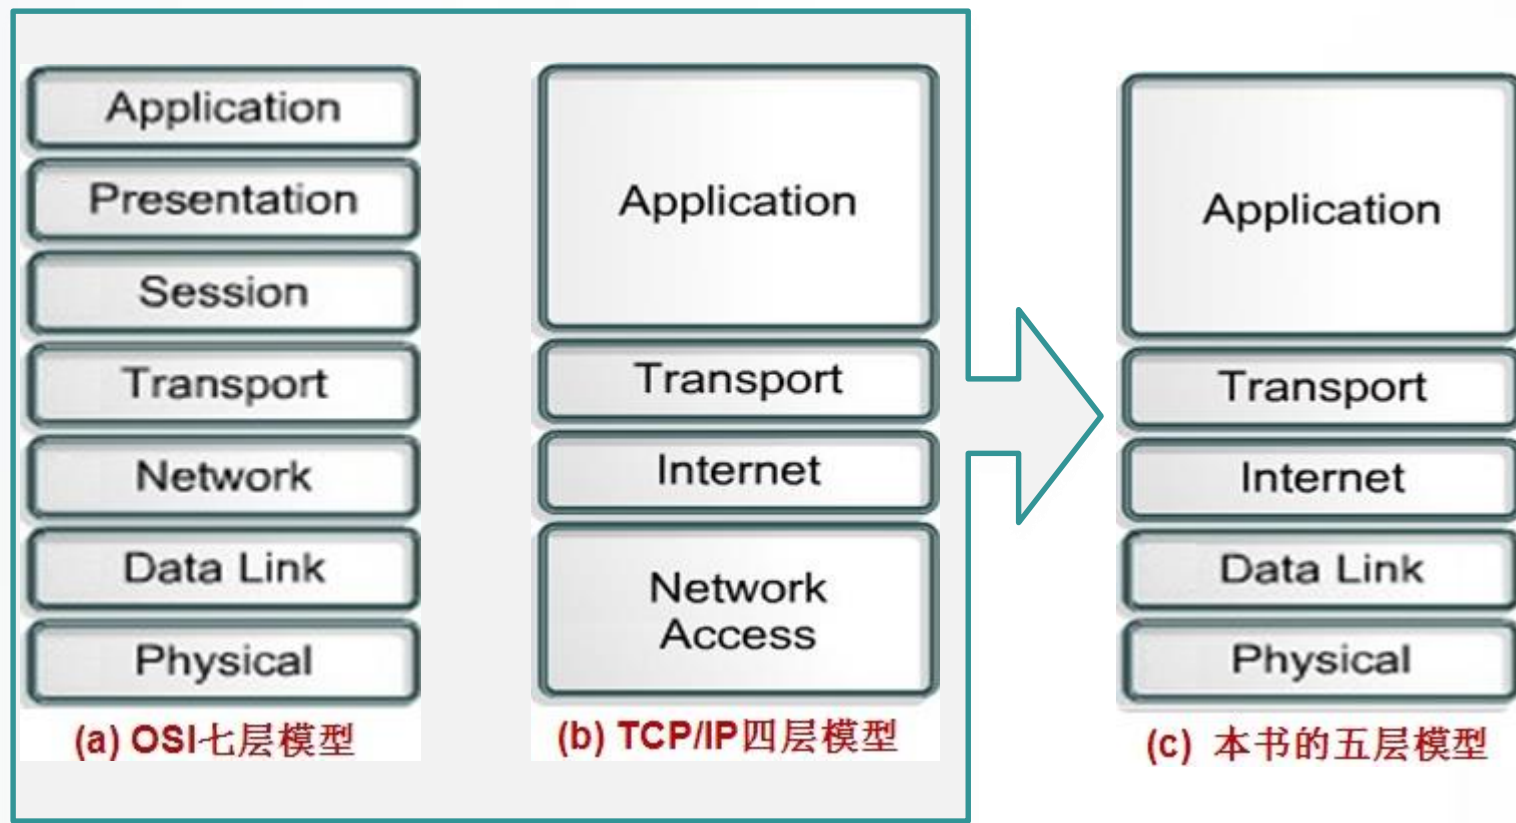 Application
Presentation
Session
Transport
Network
Data Link
Physical
(a) OSI七层模型
Application
Transport
Internet
Network
Access
(b) TCP/IP四层模型
Application
Transport
Internet
Data Link
Physical
(c) 本书的五层模型